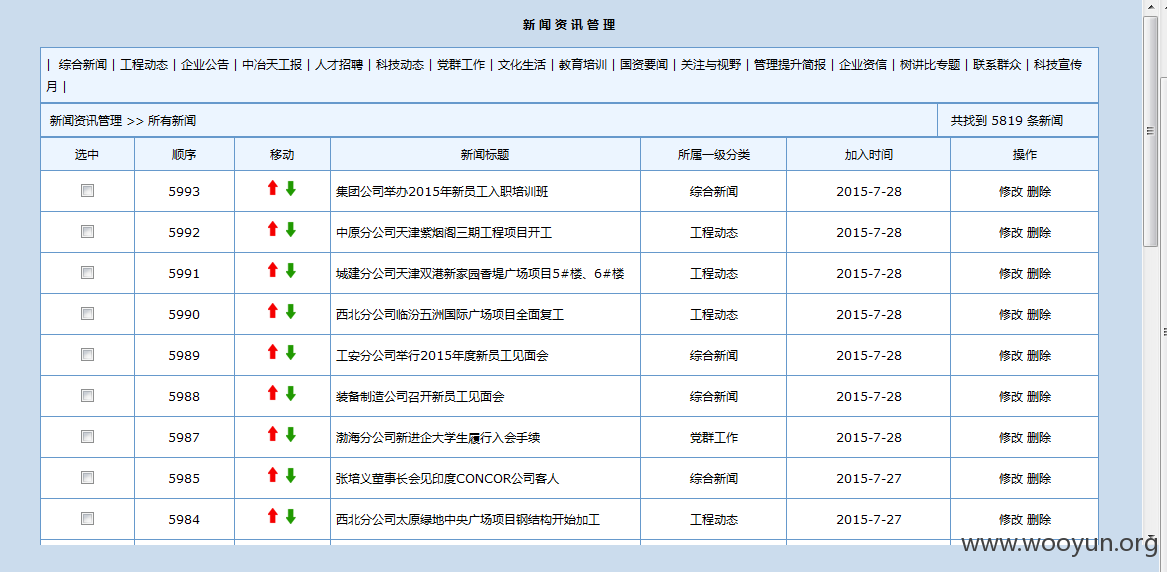 新闻资讯管理
| 综合新闻 | 工程动态 | 企业公告 | 中冶天工报 | 人才招聘 | 科技动态 | 党群工作 | 文化生活 | 教育培训 | 国资要闻 | 关注与视野 | 管理提升简报 | 企业资信 | 树讲比专题 | 联系群众 | 科技宣传
月 |
新闻资讯管理 >> 所有新闻 共找到 5819 条新闻
选中 顺序 移动 新闻标题 所属一级分类 加入时间 操作
5993 集团公司举办2015年新员工入职培训班 综合新闻 2015-7-28 修改 删除
5992 中原分公司天津紫烟阁三期工程项目开工 工程动态 2015-7-28 修改 删除
5991 城建分公司天津双港新家园香堤广场项目5#楼、6#楼 工程动态 2015-7-28 修改 删除
5990 西北分公司临汾五洲国际广场项目全面复工 工程动态 2015-7-28 修改 删除
5989 工安分公司举行2015年度新员工见面会 综合新闻 2015-7-28 修改 删除
5988 装备制造公司召开新员工见面会 综合新闻 2015-7-28 修改 删除
5987 渤海分公司新进企大学生履行入会手续 党群工作 2015-7-28 修改 删除
5985 张培义董事长会见印度CONCOR公司客人 综合新闻 2015-7-27 修改 删除
5984 西北分公司太原绿地中央广场项目钢结构开始加工 工程动态 2015-7-27 修改 删除
www.wooyun.org